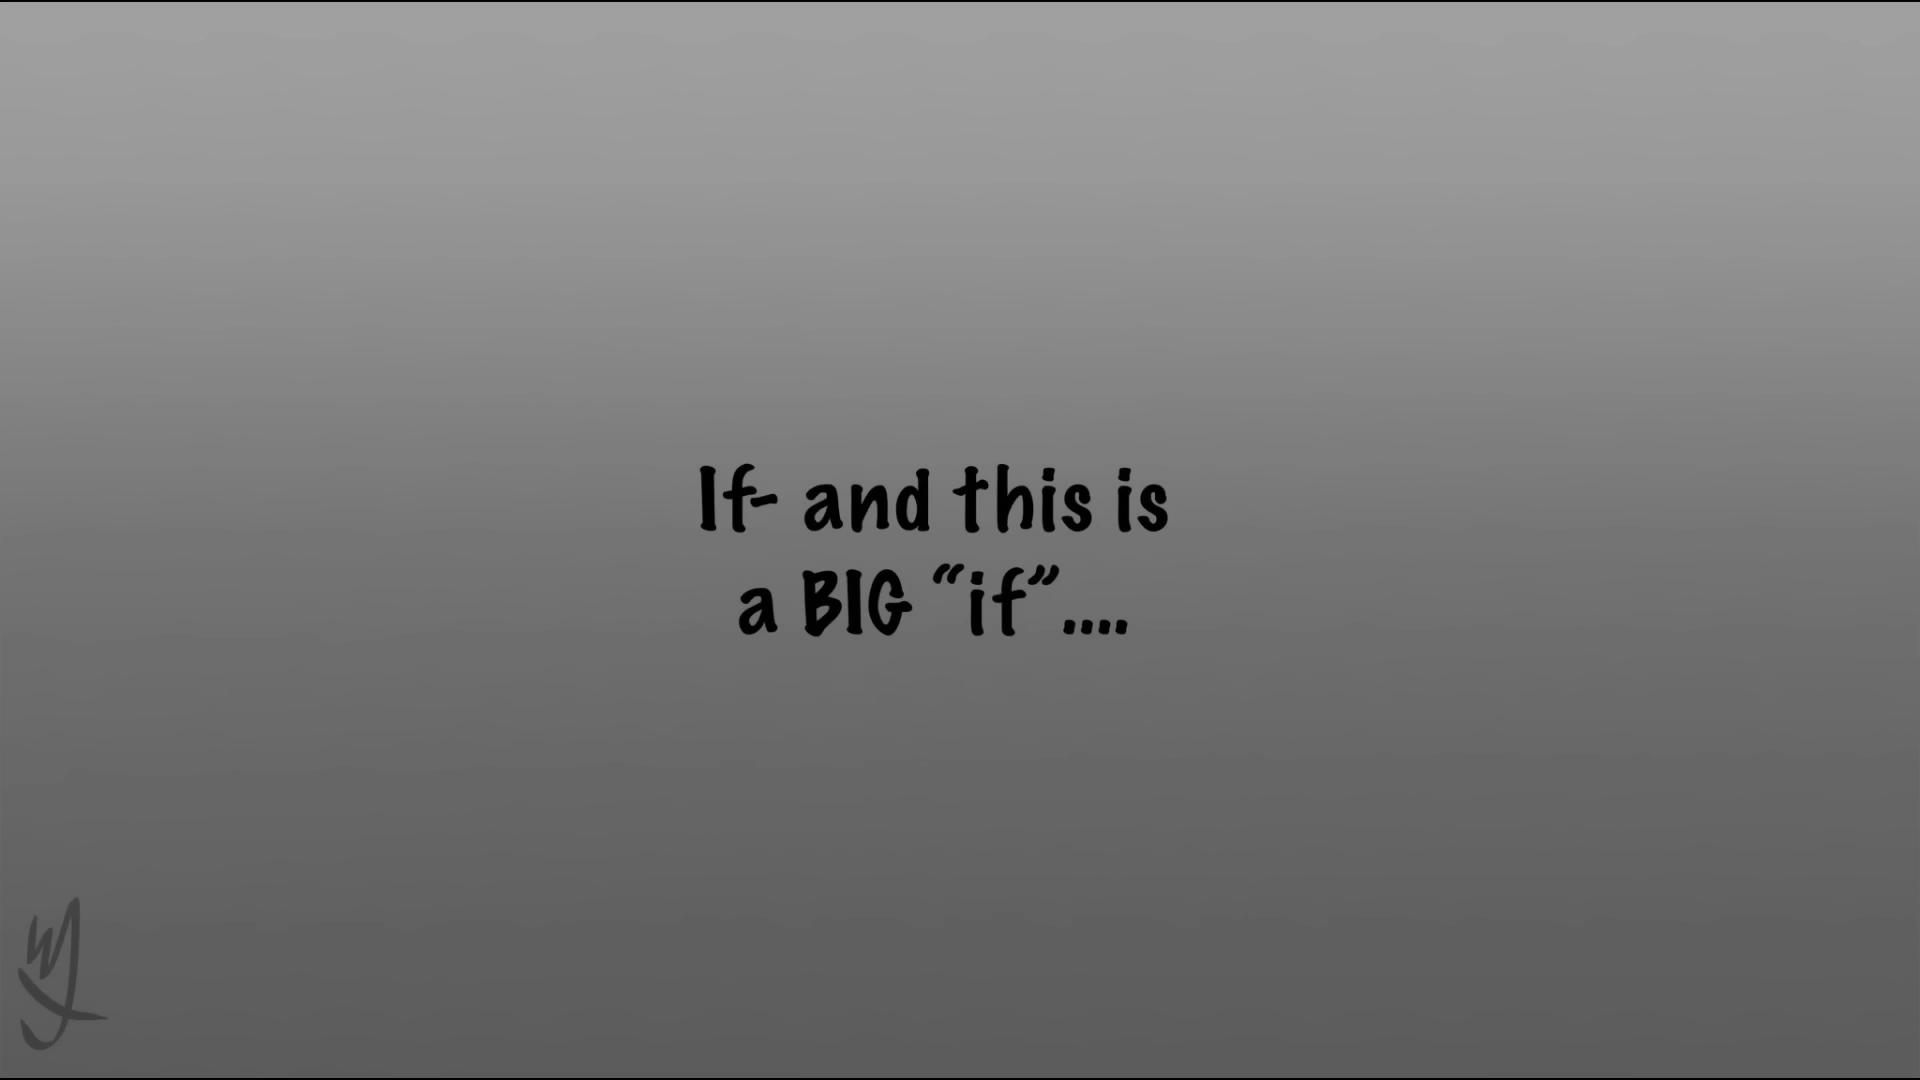 If- and this is
a BIG “if”....